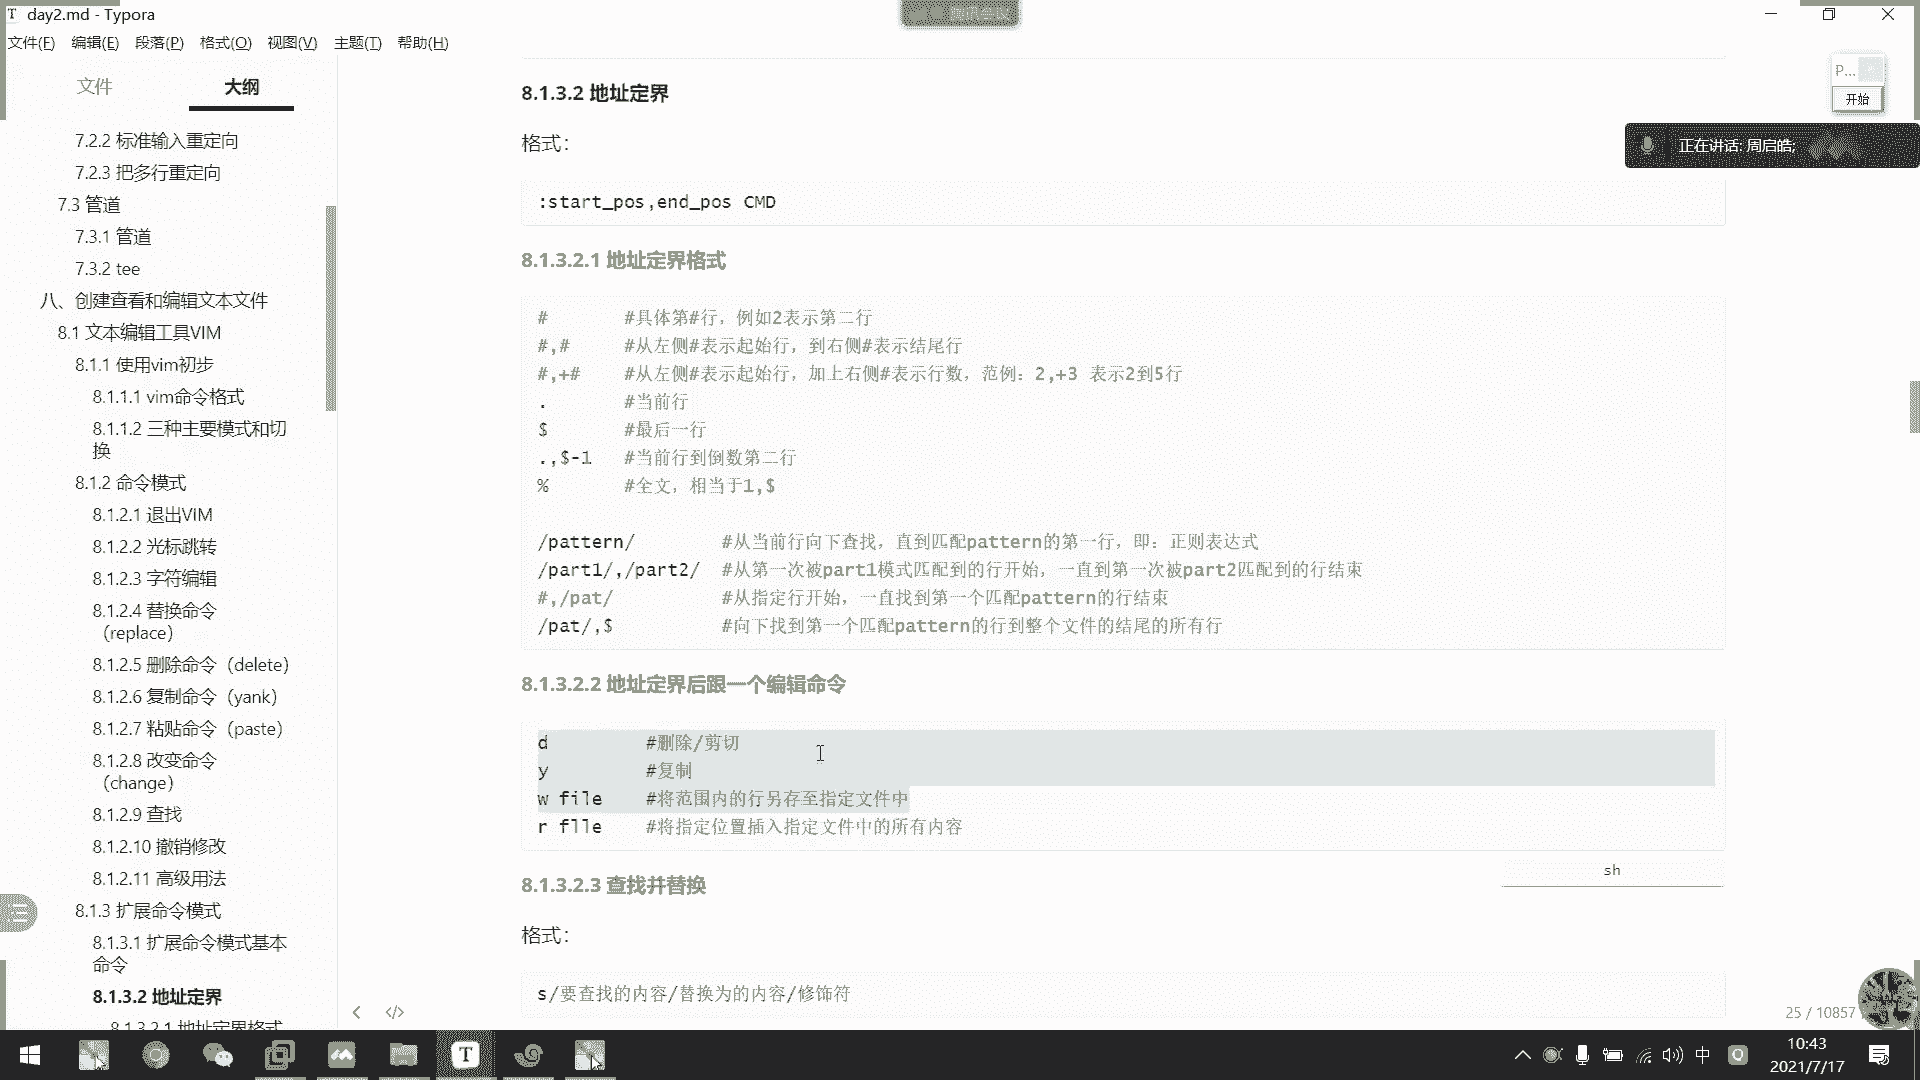 day2.md - Typora
文件(F) 编辑(E) 段落(P) 格式(O) 视图(V) 主题(T) 帮助(H)
文件 大纲
7.2.2 标准输入重定向
7.2.3 把多行重定向
7.3 管道
7.3.1 管道
7.3.2 tee
八、创建查看和编辑文本文件
8.1 文本编辑工具VIM
8.1.1 使用vim初步
8.1.1.1 vim命令格式
8.1.1.2 三种主要模式和切
换
8.1.2 命令模式
8.1.2.1 退出VIM
8.1.2.2 光标跳转
8.1.2.3 字符编辑
8.1.2.4 替换命令
（replace）
8.1.2.5 删除命令（delete）
8.1.2.6 复制命令（yank）
8.1.2.7 粘贴命令（paste）
8.1.2.8 改变命令
（change）
8.1.2.9 查找
8.1.2.10 撤销修改
8.1.2.11 高级用法
8.1.3 扩展命令模式
8.1.3.1 扩展命令模式基本
命令
8.1.3.2 地址定界
8.1.3.2.1 地址定界格式
8.1.3.2 地址定界
格式：
:start_pos,end_pos CMD
8.1.3.2.1 地址定界格式
# #具体第#行，例如2表示第二行
#,# #从左侧#表示起始行，到右侧#表示结尾行
#,+# #从左侧#表示起始行，加上右侧#表示行数，范例：2,+3 表示2到5行
. #当前行
$ #最后一行
.,$-1 #当前行到倒数第二行
% #全文，相当于1,$
/pattern/ #从当前行向下查找，直到匹配pattern的第一行，即：正则表达式
/part1/,/part2/ #从第一次被part1模式匹配到的行开始，一直到第一次被part2匹配到的行结束
#,/pat/ #从指定行开始，一直找到第一个匹配pattern的行结束
/pat/,$ #向下找到第一个匹配pattern的行到整个文件的结尾的所有行
8.1.3.2.2 地址定界后跟一个编辑命令
d #删除/剪切
y #复制
w file #将范围内的行另存至指定文件中
r file #将指定位置插入指定文件中的所有内容
sh
8.1.3.2.3 查找并替换
格式：
s/要查找的内容/替换为的内容/修饰符
P...
开始
正在讲话: 周启皓;
25 / 10857
中
10:43
2021/7/17